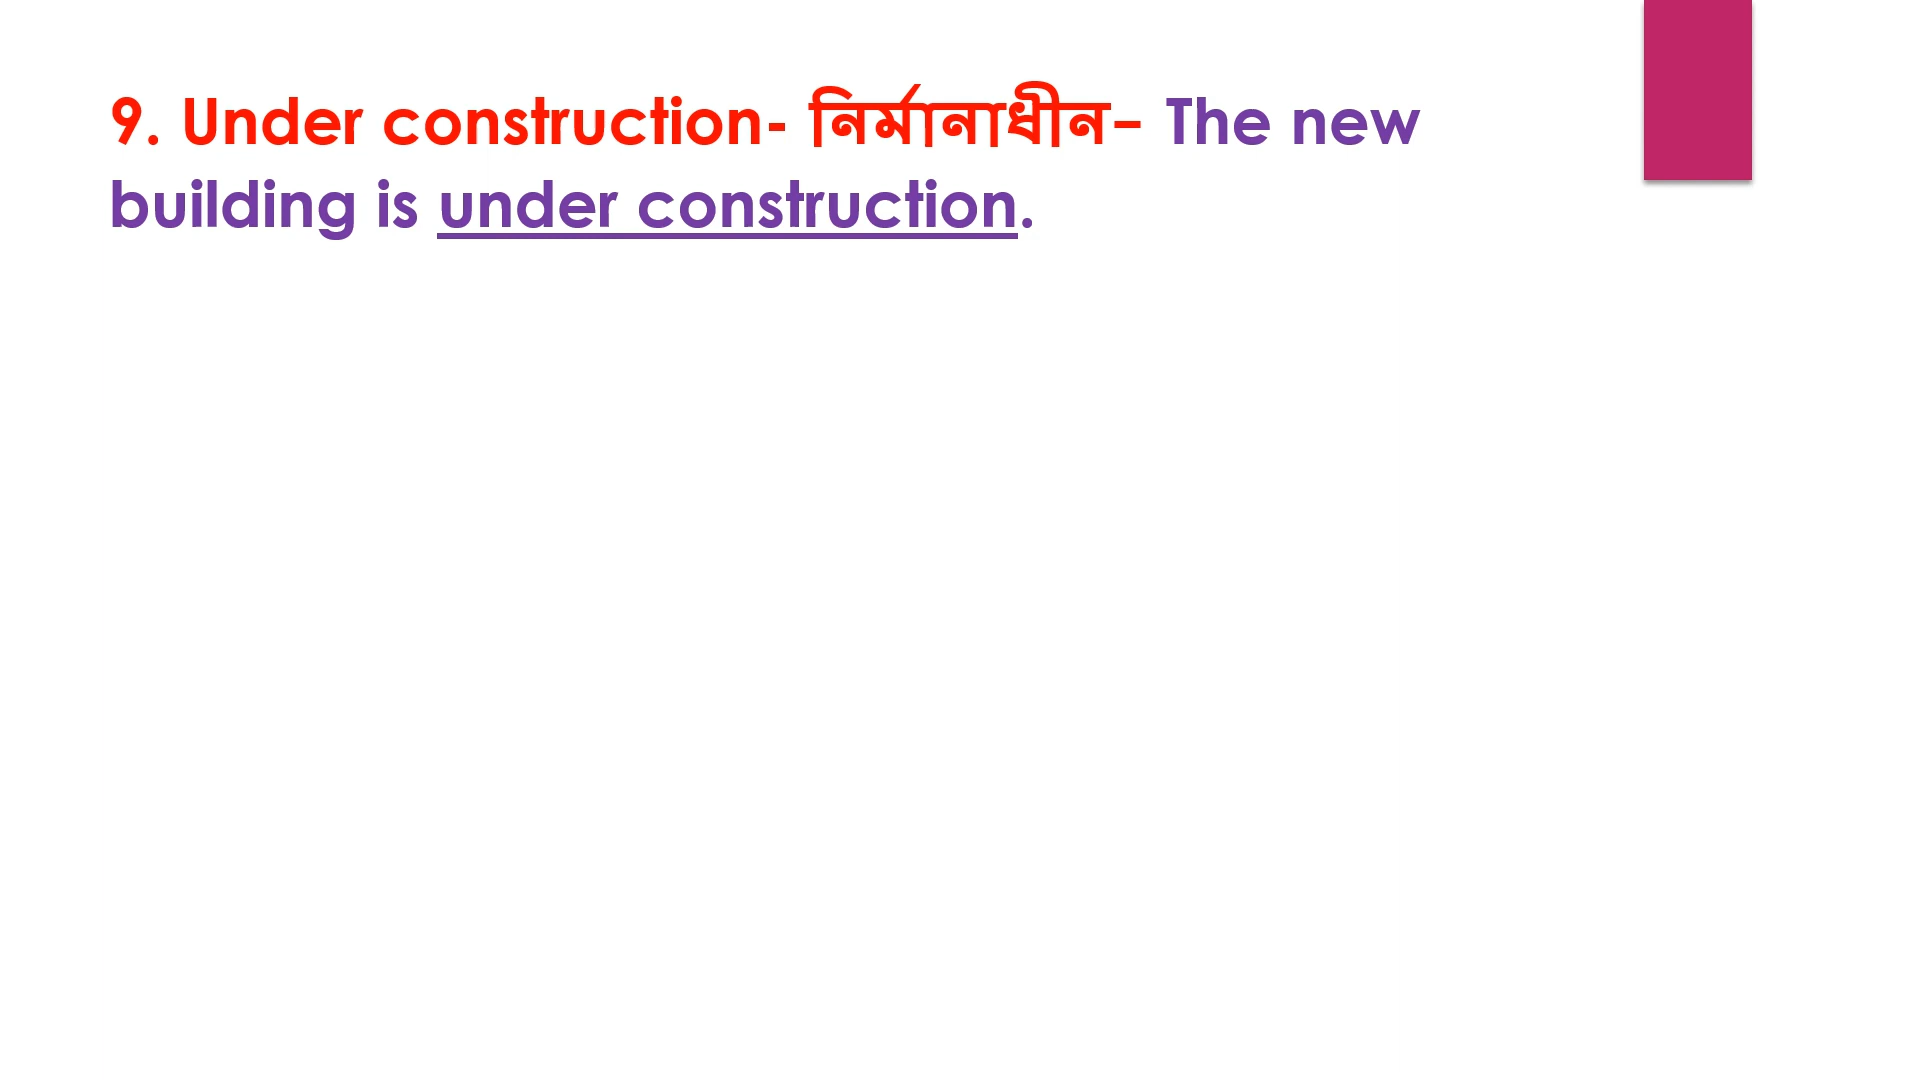 9. Under construction- নির্মানাধীন– The new
building is under construction.